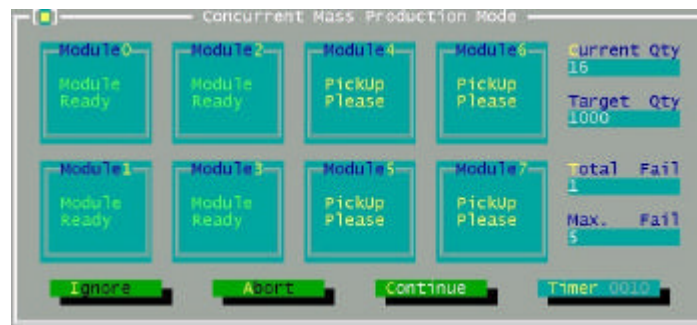 Concurrent Mass Production Mode
Module0 Module2 Module4 Module6 Current Qty
16
Module Ready Module Ready PickUp Please PickUp Please
Target Qty
1000
Module1 Module3 Module5 Module7 Total Fail
1
Module Ready Module Ready PickUp Please PickUp Please
Max. Fail
5
Ignore Abort Continue Timer 0010